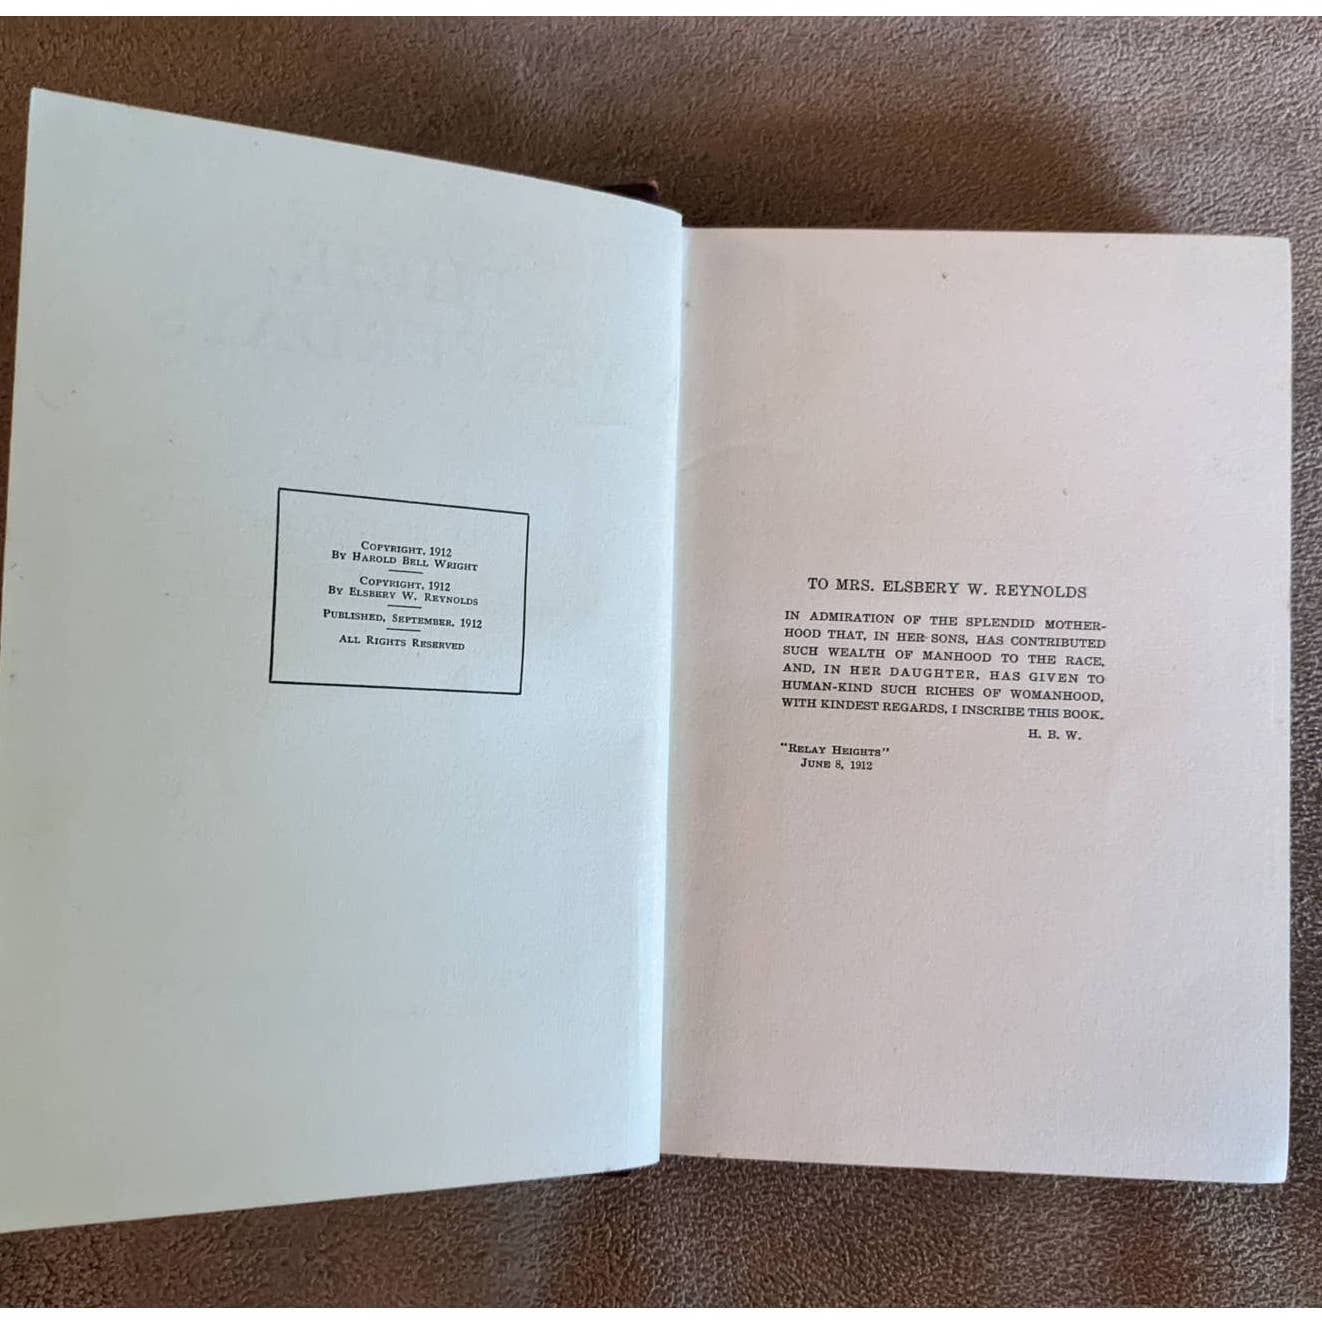 COPYRIGHT, 1912
BY HAROLD BELL WRIGHT
COPYRIGHT, 1912
BY ELSBERY W. REYNOLDS
PUBLISHED, SEPTEMBER, 1912
ALL RIGHTS RESERVED
TO MRS. ELSBERY W. REYNOLDS
IN ADMIRATION OF THE SPLENDID MOTHER-
HOOD THAT, IN HER SONS, HAS CONTRIBUTED
SUCH WEALTH OF MANHOOD TO THE RACE,
AND, IN HER DAUGHTER, HAS GIVEN TO
HUMAN-KIND SUCH RICHES OF WOMANHOOD,
WITH KINDEST REGARDS, I INSCRIBE THIS BOOK.
H. B. W.
"RELAY HEIGHTS"
JUNE 8, 1912